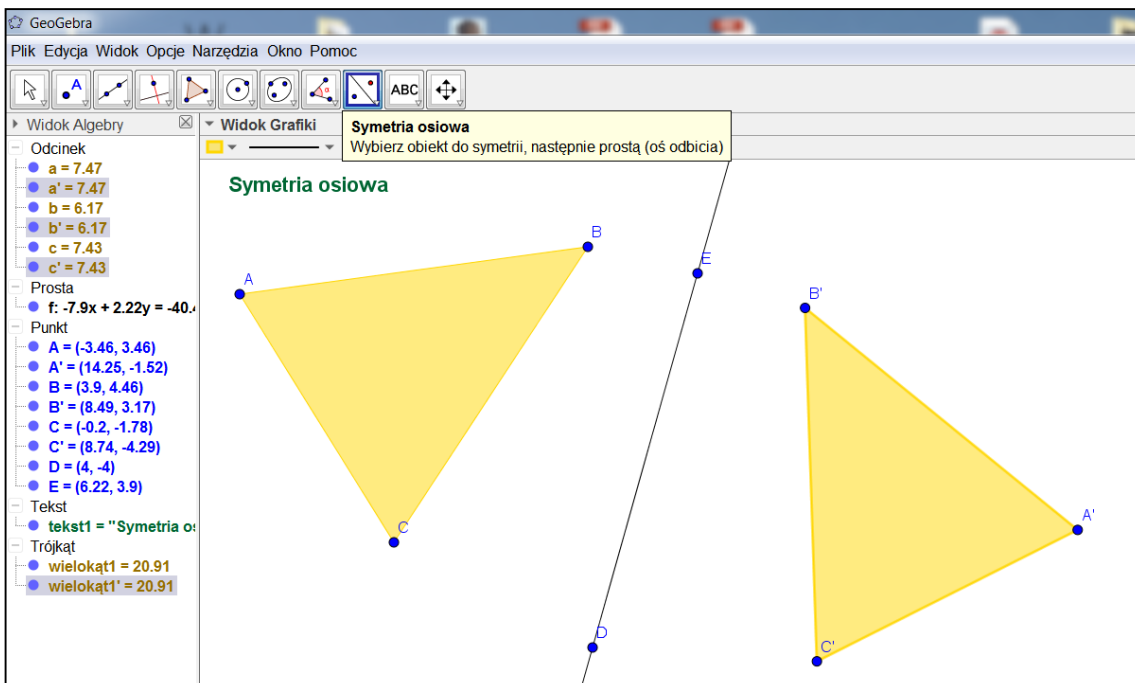 GeoGebra
Plik Edycja Widok Opcje Narzędzia Okno Pomoc
A
α
ABC
Widok Algebry
Widok Grafiki
Symetria osiowa
Wybierz obiekt do symetrii, następnie prostą (oś odbicia)
Odcinek
a = 7.47
a' = 7.47
b = 6.17
b' = 6.17
c = 7.43
c' = 7.43
Prosta
f: -7.9x + 2.22y = -40.
Punkt
A = (-3.46, 3.46)
A' = (14.25, -1.52)
B = (3.9, 4.46)
B' = (8.49, 3.17)
C = (-0.2, -1.78)
C' = (8.74, -4.29)
D = (4, -4)
E = (6.22, 3.9)
Tekst
tekst1 = "Symetria o
Trójkąt
wielokąt1 = 20.91
wielokąt1' = 20.91
Symetria osiowa
B
E
A
B'
A'
C
D
C'